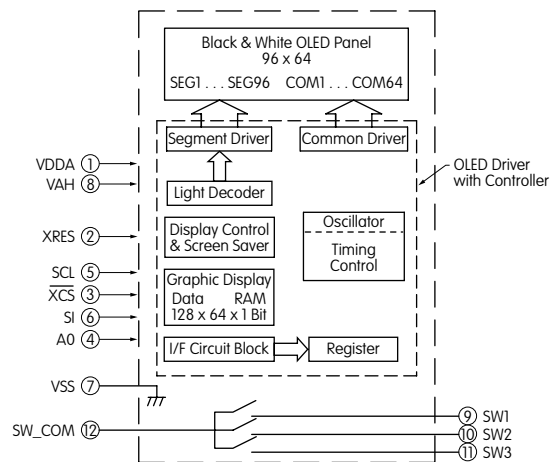 Black & White OLED Panel
96 x 64
SEG1 . . . SEG96 COM1 . . . COM64
Segment Driver
Common Driver
VDDA ①
VAH ⑧
OLED Driver
with Controller
Light Decoder
XRES ②
Display Control
& Screen Saver
Oscillator
Timing
Control
SCL ⑤
XCS ③
SI ⑥
A0 ④
Graphic Display
Data RAM
128 x 64 x 1 Bit
I/F Circuit Block
Register
VSS ⑦
SW_COM ⑫
⑨ SW1
⑩ SW2
⑪ SW3